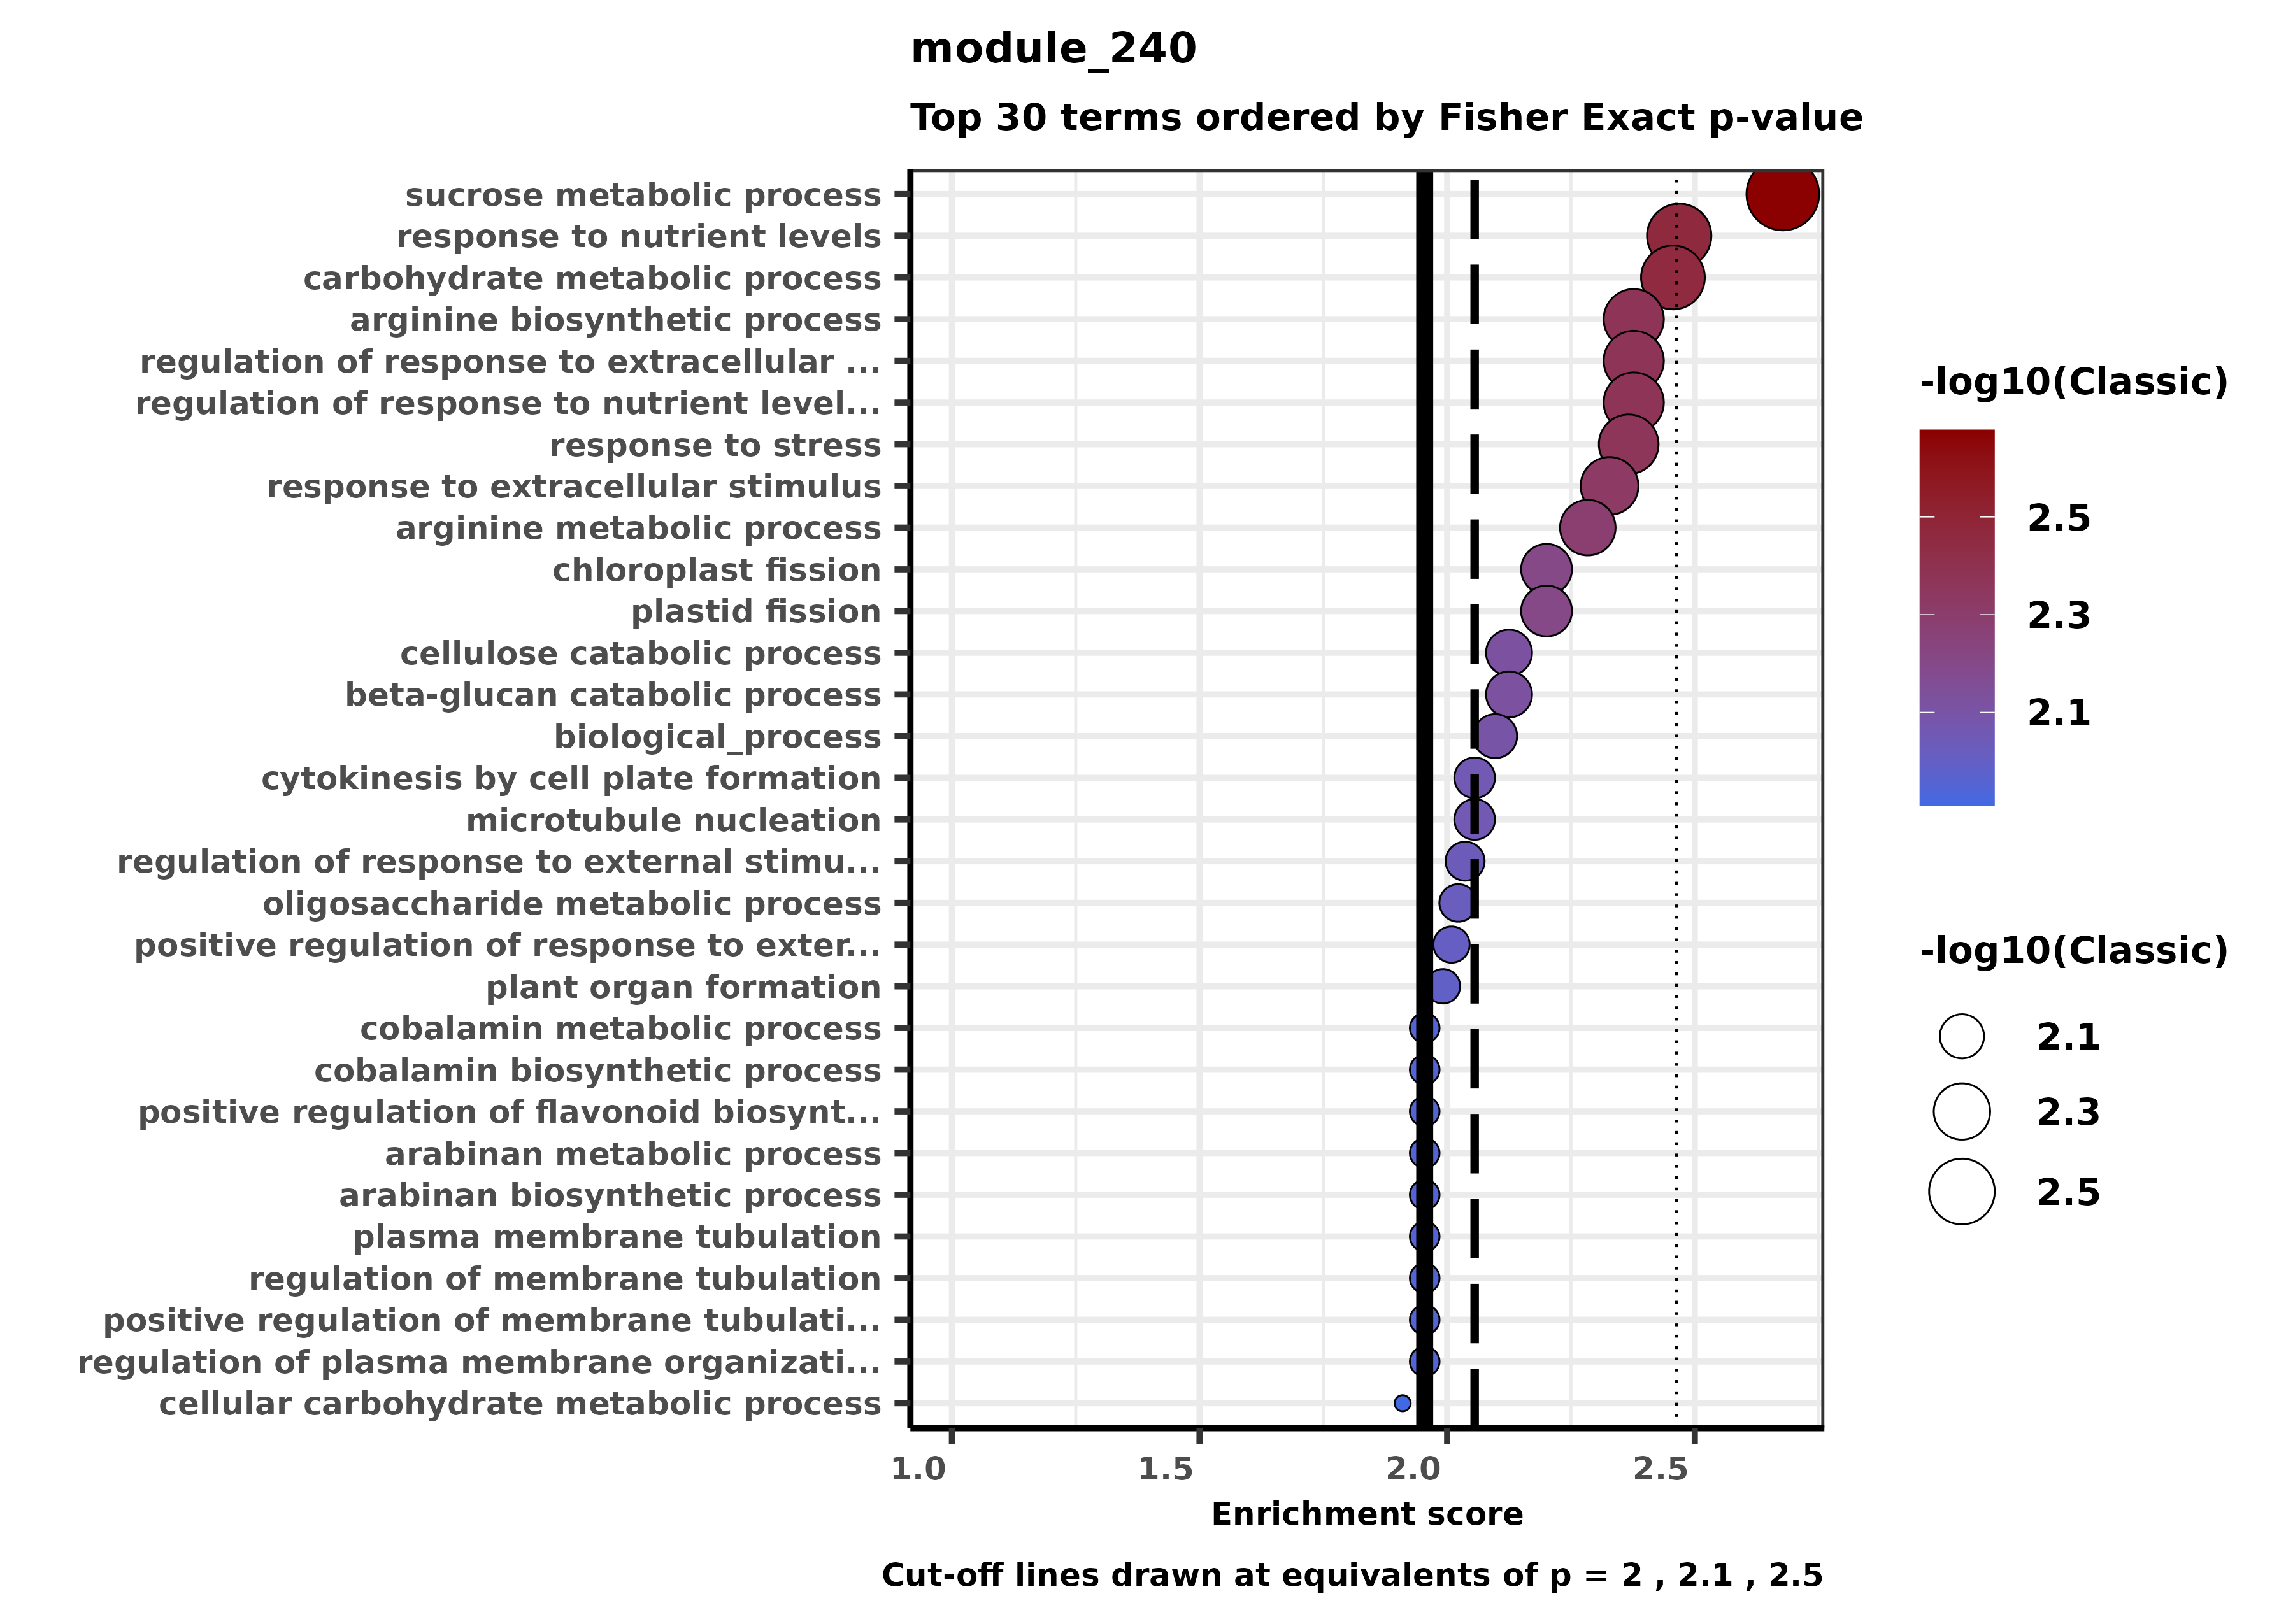 module_240
Top 30 terms ordered by Fisher Exact p-value
sucrose metabolic process
response to nutrient levels
carbohydrate metabolic process
arginine biosynthetic process
regulation of response to extracellular ...
regulation of response to nutrient level...
response to stress
response to extracellular stimulus
arginine metabolic process
chloroplast fission
plastid fission
cellulose catabolic process
beta-glucan catabolic process
biological_process
cytokinesis by cell plate formation
microtubule nucleation
regulation of response to external stimu...
oligosaccharide metabolic process
positive regulation of response to exter...
plant organ formation
cobalamin metabolic process
cobalamin biosynthetic process
positive regulation of flavonoid biosynt...
arabinan metabolic process
arabinan biosynthetic process
plasma membrane tubulation
regulation of membrane tubulation
positive regulation of membrane tubulati...
regulation of plasma membrane organizati...
cellular carbohydrate metabolic process
1.0 1.5 2.0 2.5
Enrichment score
Cut-off lines drawn at equivalents of p = 2 , 2.1 , 2.5
-log10(Classic)
2.5
2.3
2.1
-log10(Classic)
2.1
2.3
2.5